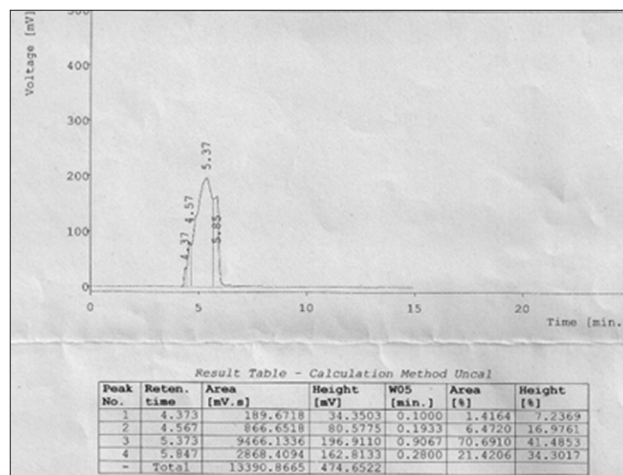 Voltage [mV]
500
400
300
200
100
0
4.37
4.57
5.37
5.85
0 5 10 15 20
Time [min.
Result Table - Calculation Method Uncal
Peak No. Reten. time Area [mV.s] Height [mV] W05 [min.] Area [%] Height [%]
1 4.373 189.6718 34.3503 0.1000 1.4164 7.2369
2 4.567 866.6518 80.5775 0.1933 6.4720 16.9761
3 5.373 9466.1336 196.9110 0.9067 70.6910 41.4853
4 5.847 2868.4094 162.8133 0.2800 21.4206 34.3017
- Total 13390.8665 474.6522